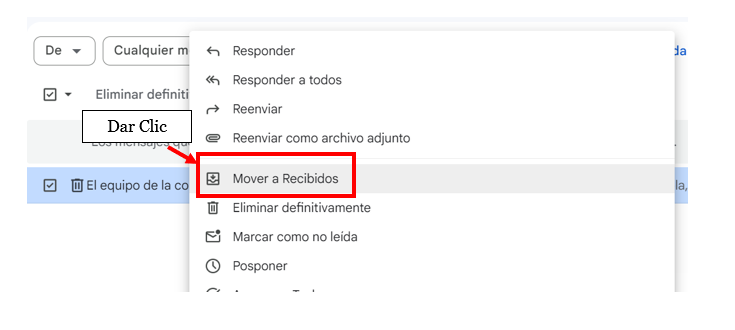 De
Cualquier m
da
Responder
Responder a todos
Eliminar definiti
Reenviar
Dar Clic
Reenviar como archivo adjunto
Los mensajes qu
Mover a Recibidos
El equipo de la co
la,
Eliminar definitivamente
Marcar como no leída
Posponer